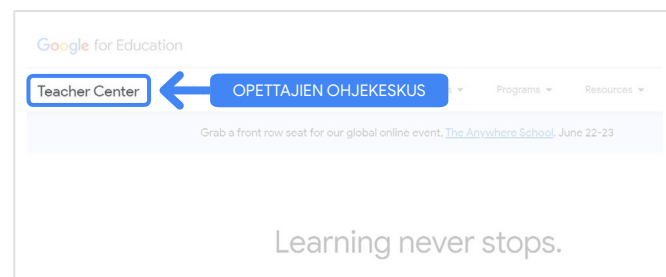 Google for Education
Teacher Center
OPETTAJIEN OHJEKESKUS
Programs
Resources
Grab a front row seat for our global online event, The Anywhere School. June 22-23
Learning never stops.